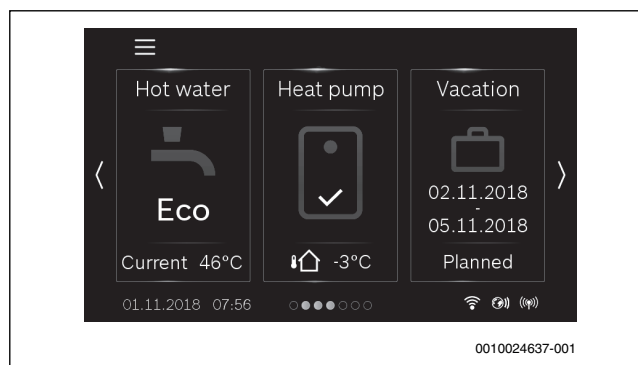 Hot water
Heat pump
Vacation
Eco
02.11.2018
-
05.11.2018
Current 46°C
-3°C
Planned
01.11.2018 07:56
0010024637-001